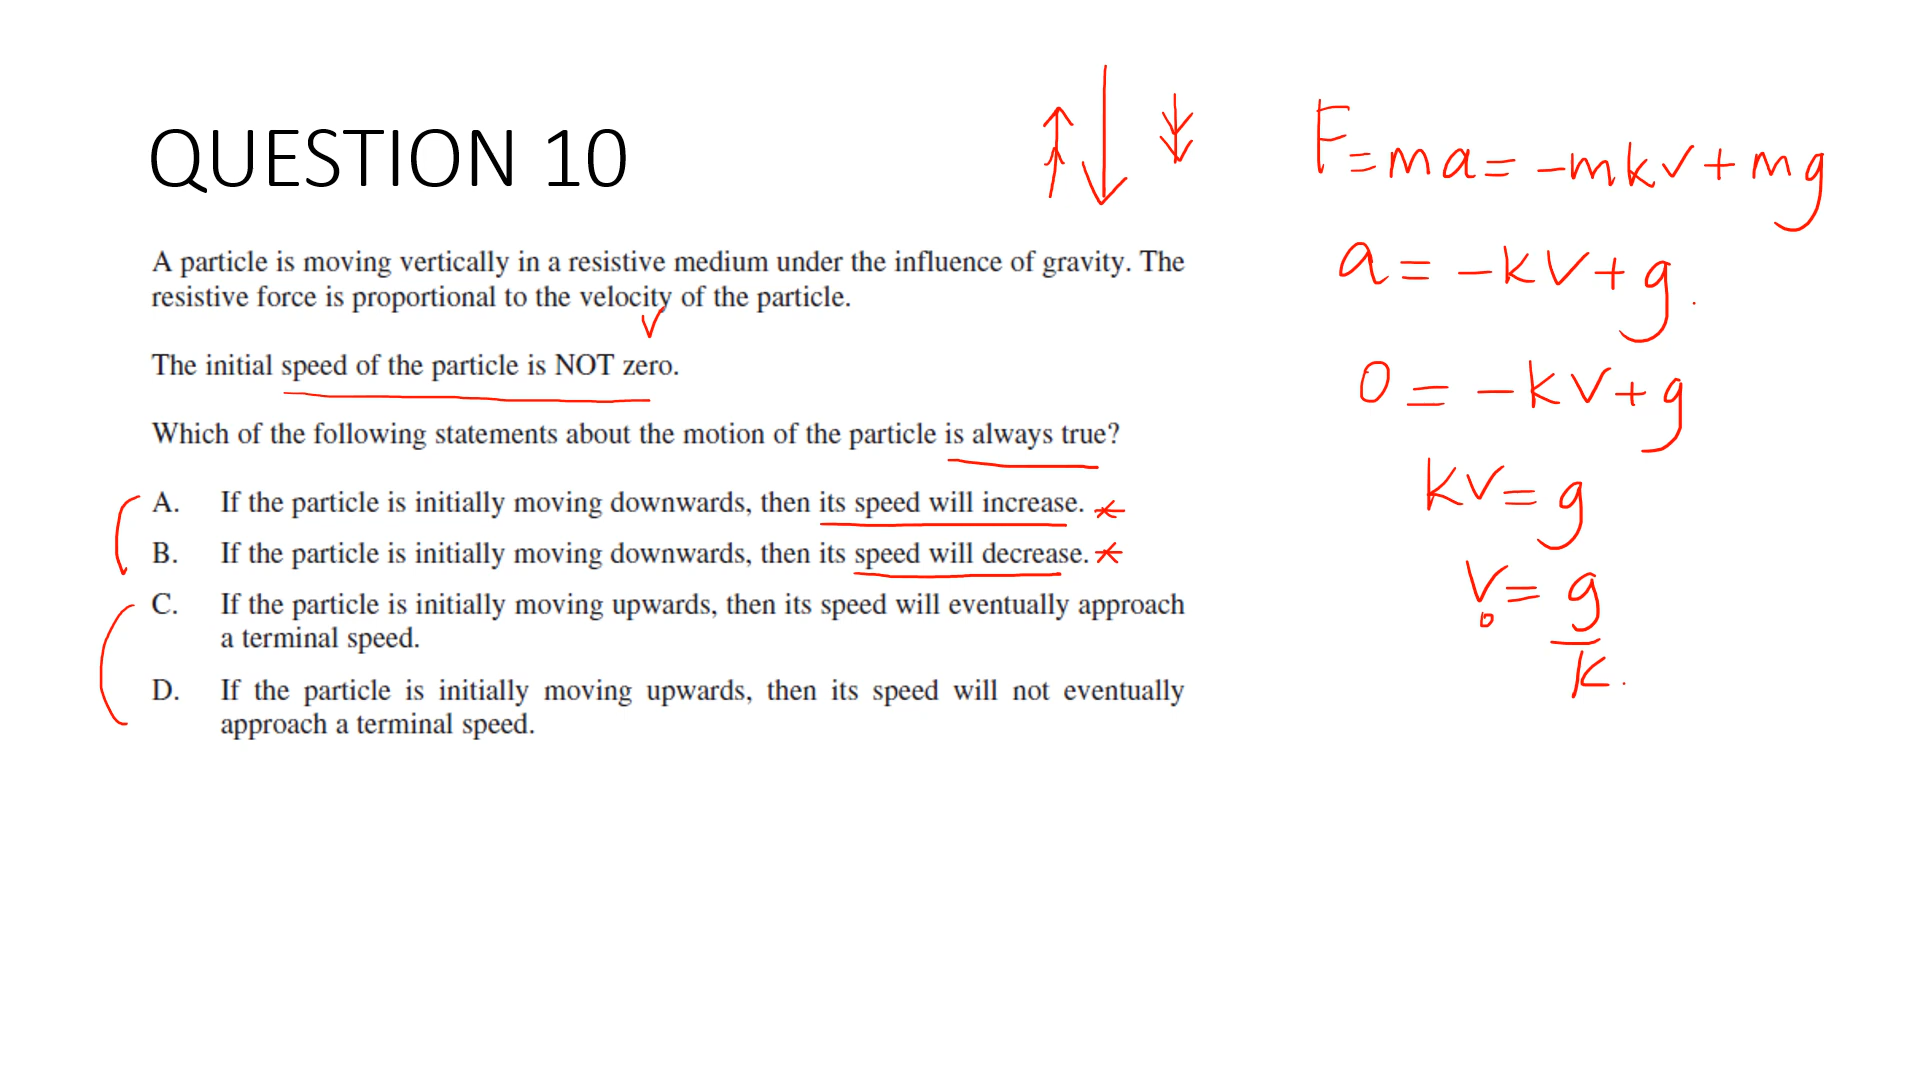 QUESTION 10
A particle is moving vertically in a resistive medium under the influence of gravity. The
resistive force is proportional to the velocity of the particle.
v
The initial speed of the particle is NOT zero.
Which of the following statements about the motion of the particle is always true?
A. If the particle is initially moving downwards, then its speed will increase.
B. If the particle is initially moving downwards, then its speed will decrease.
C. If the particle is initially moving upwards, then its speed will eventually approach
a terminal speed.
D. If the particle is initially moving upwards, then its speed will not eventually
approach a terminal speed.
F=ma=-mkv+mg
a=-kv+g.
0=-kv+g
kv=g
v₀=g/k.